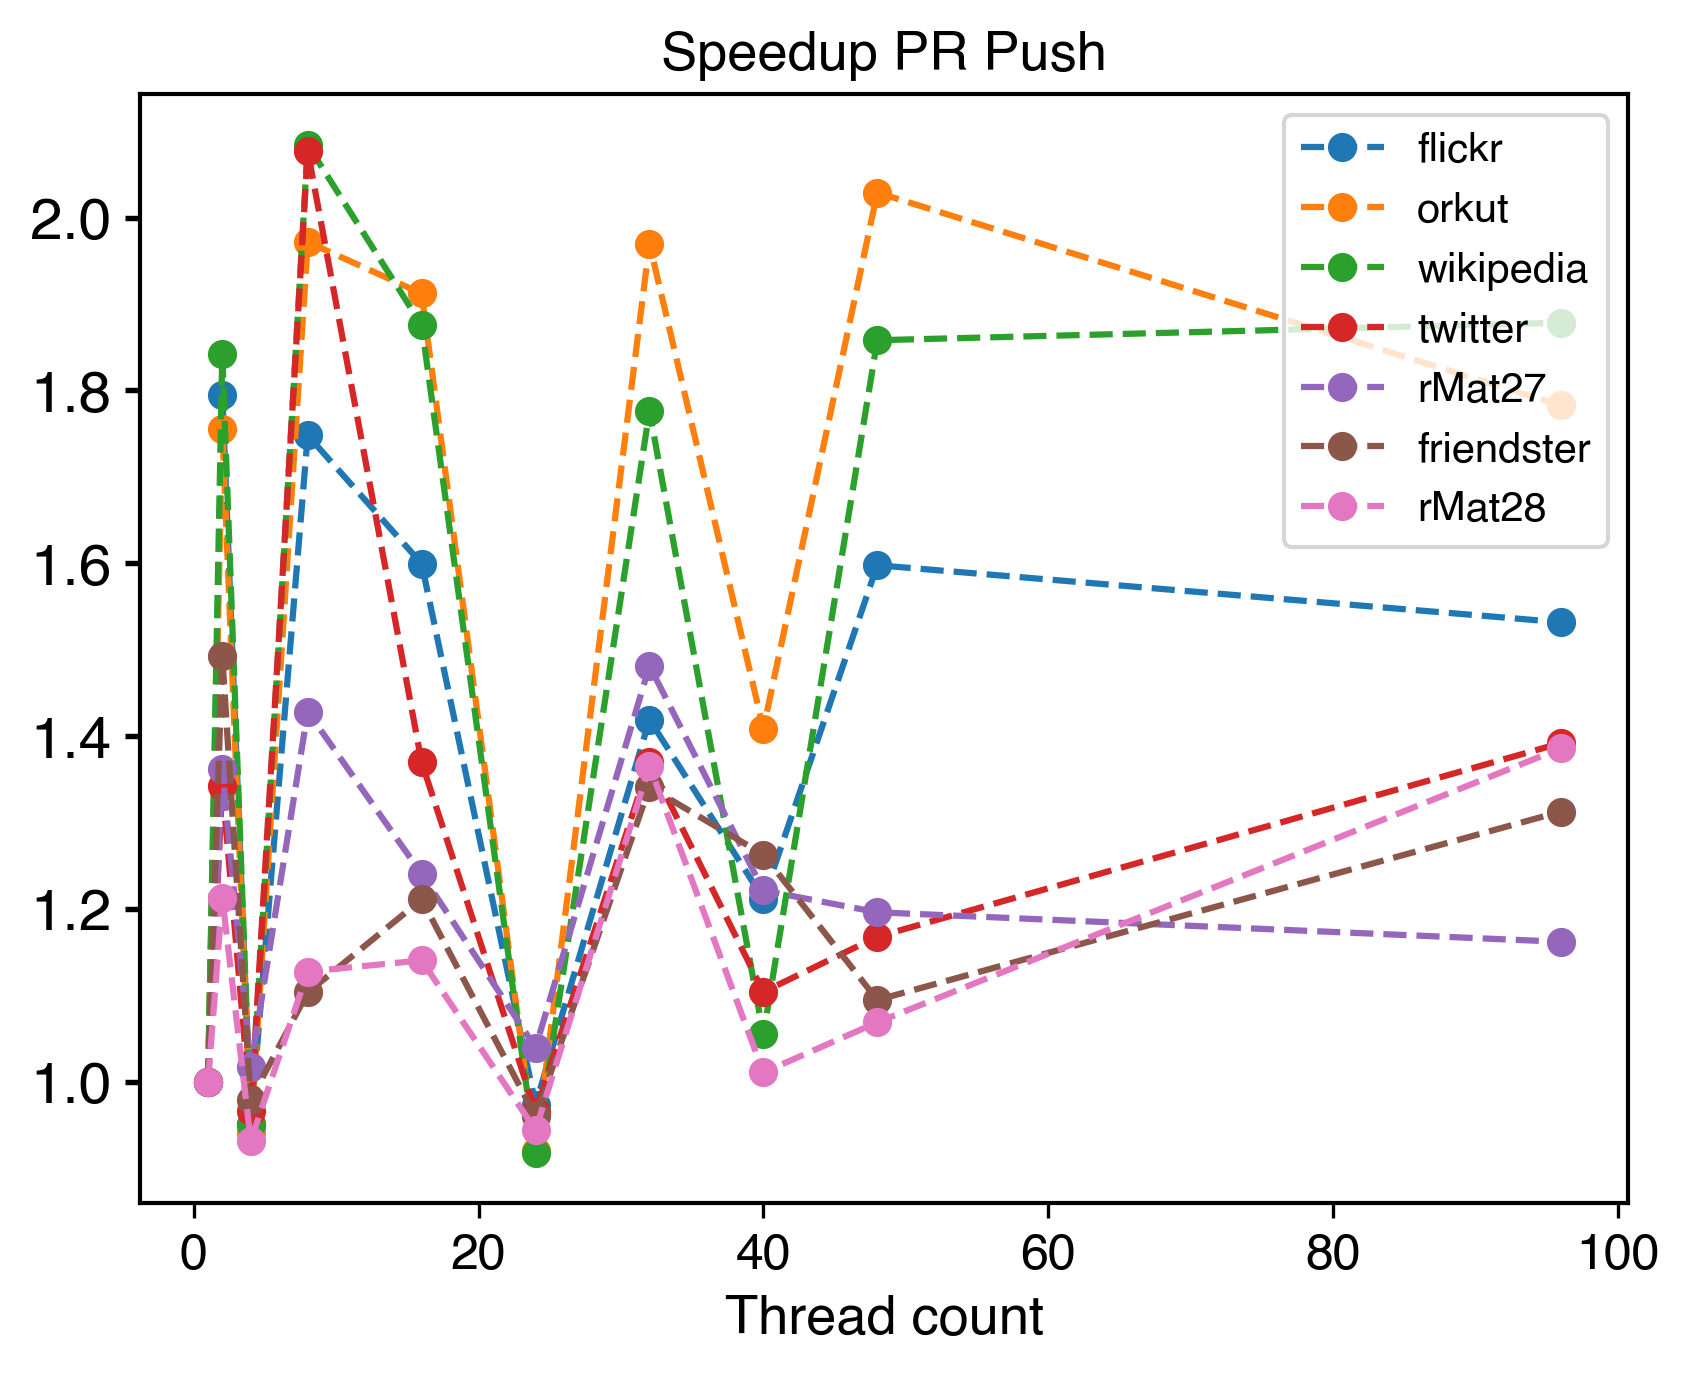 Speedup PR Push
2.0
1.8
1.6
1.4
1.2
1.0
flickr
orkut
wikipedia
twitter
rMat27
friendster
rMat28
0 20 40 60 80 100
Thread count